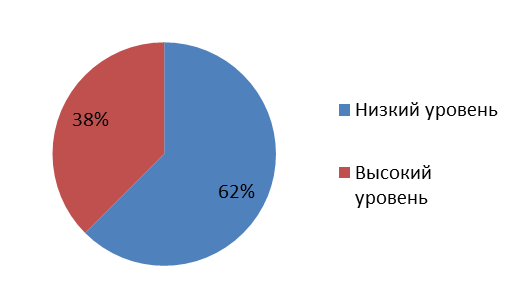 38%
62%
Низкий уровень
Высокий
уровень